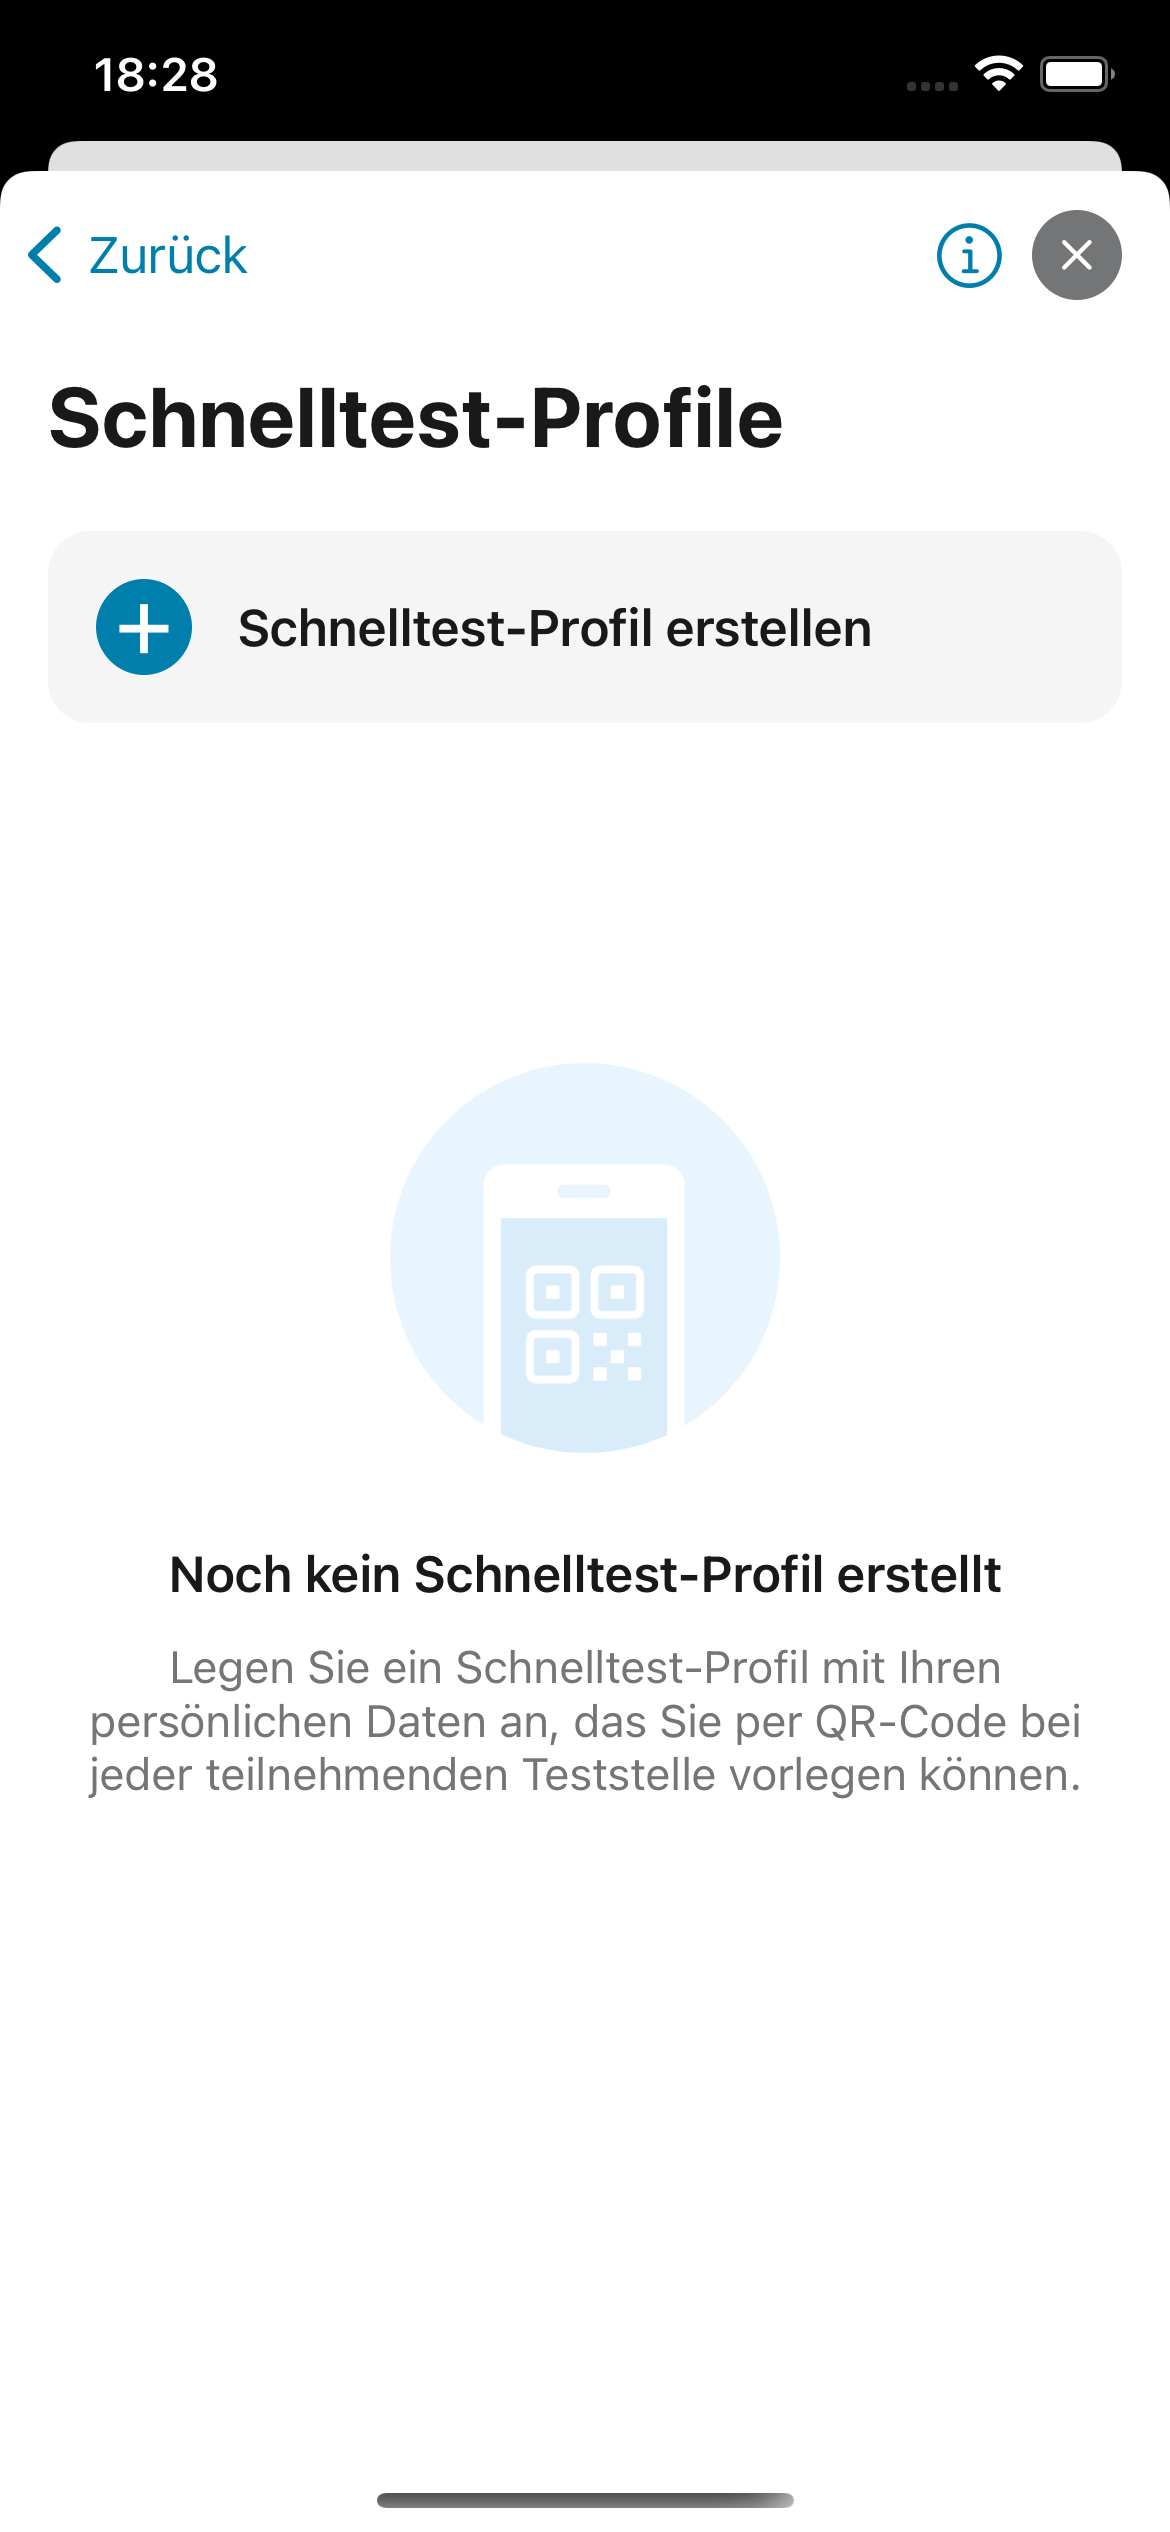 18:28
Zurück
Schnelltest-Profile
Schnelltest-Profil erstellen
Noch kein Schnelltest-Profil erstellt
Legen Sie ein Schnelltest-Profil mit Ihren
persönlichen Daten an, das Sie per QR-Code bei
jeder teilnehmenden Teststelle vorlegen können.